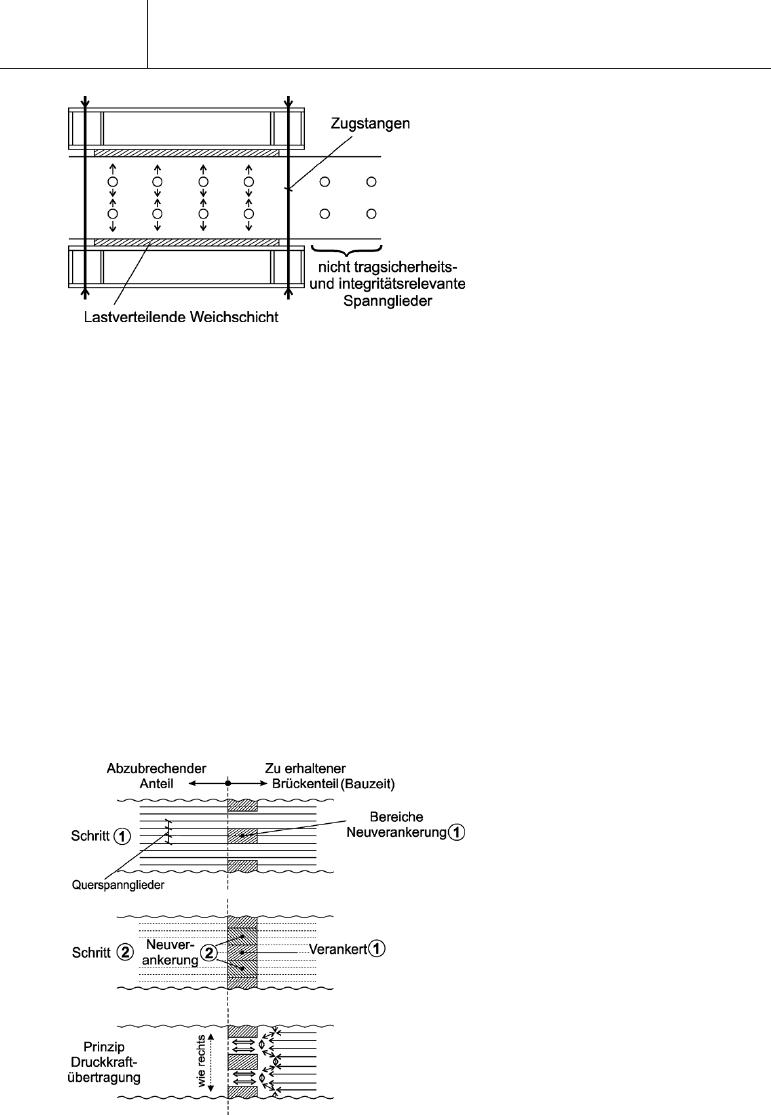 Zugstangen
nicht tragsicherheits-
und integritätsrelevante
Spannglieder
Lastverteilende Weichschicht
Abzubrechender
Anteil
Zu erhaltener
Brückenteil (Bauzeit)
Schritt 1
Bereiche
Neuverankerung 1
Querspannglieder
Schritt 2
Neuver-
ankerung 2
Verankert 1
Prinzip
Druckkraft-
übertragung
wie rechts